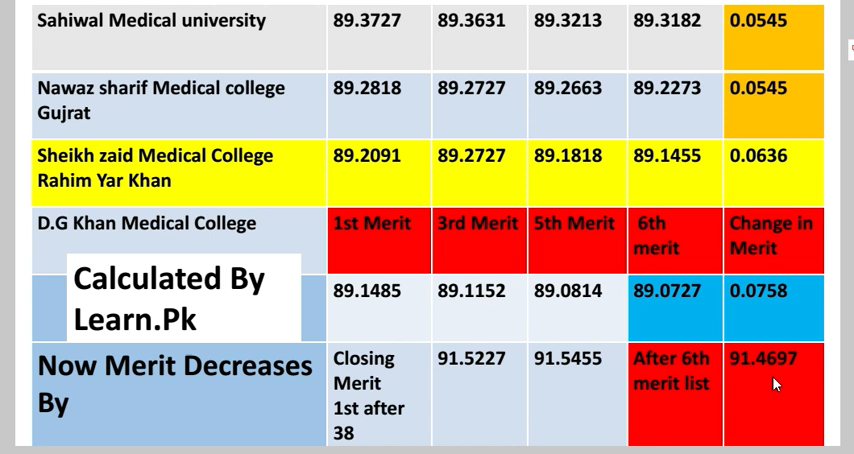 Sahiwal Medical university 89.3727 89.3631 89.3213 89.3182 0.0545
Nawaz sharif Medical college 89.2818 89.2727 89.2663 89.2273 0.0545
Gujrat
Sheikh zaid Medical College 89.2091 89.2727 89.1818 89.1455 0.0636
Rahim Yar Khan
D.G Khan Medical College 1st Merit 3rd Merit 5th Merit 6th Change in
merit Merit
Calculated By 89.1485 89.1152 89.0814 89.0727 0.0758
Learn.Pk
Now Merit Decreases Closing 91.5227 91.5455 After 6th 91.4697
By Merit merit list
1st after
38